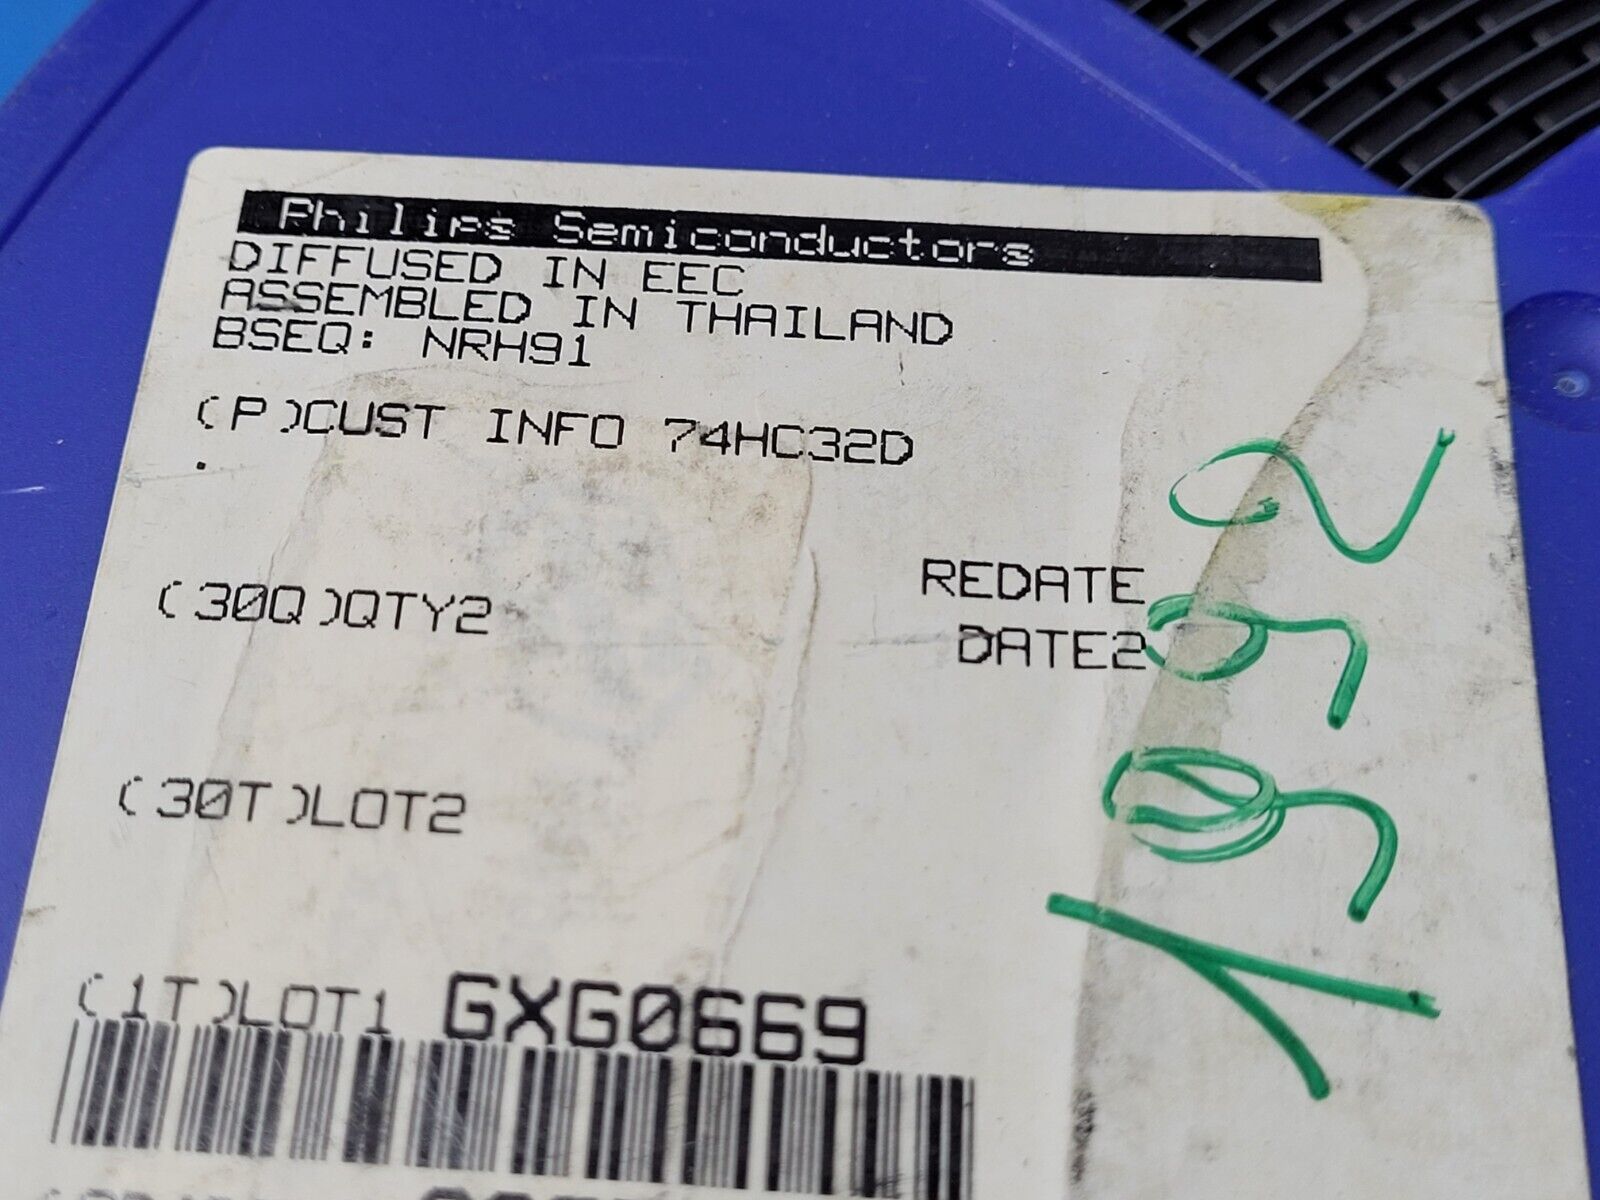 Philips Semiconductors
DIFFUSED IN EEC
ASSEMBLED IN THAILAND
BSEQ: NRH91
(P)CUST INFO 74HC32D
.
(30Q)QTY2
REDATE
DATE2
(30T)LOT2
(1T)LOT1 GXG0669